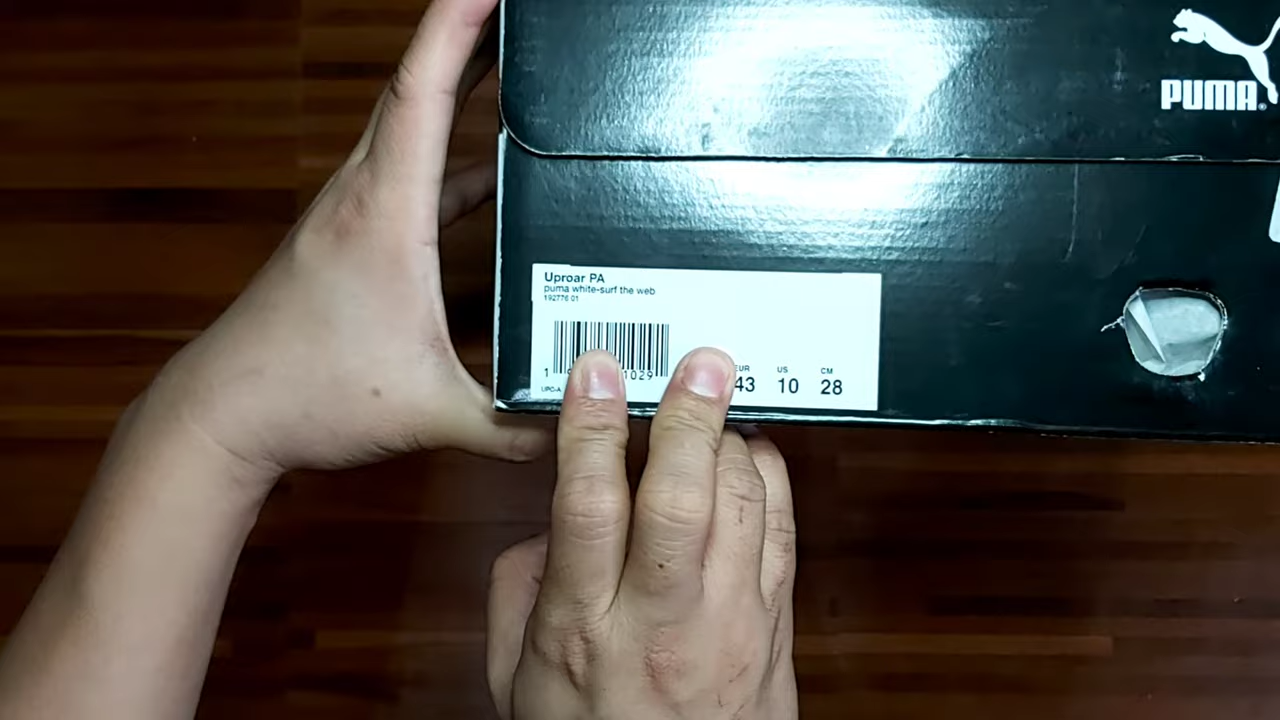 PUMA®
Uproar PA
puma white-surf the web
192776 01
1 1029
UPC-A
EUR US CM
43 10 28